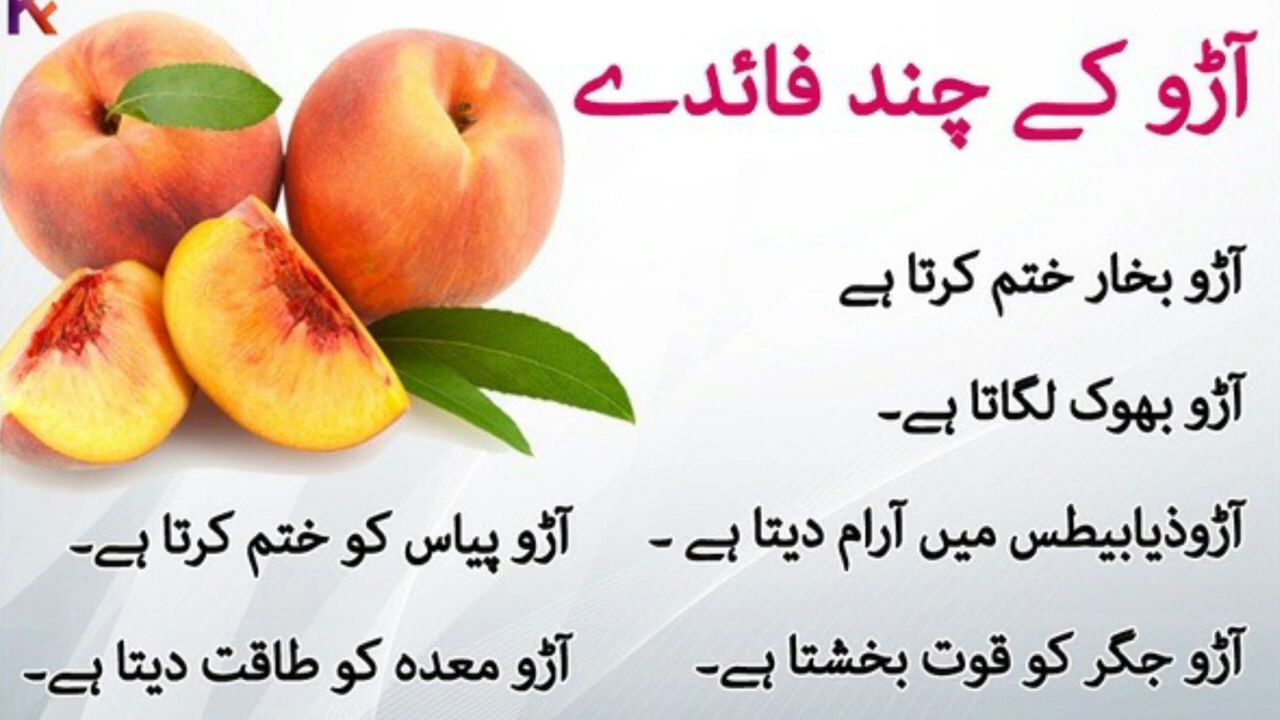 آڑو کے چند فائدے
آڑو بخار ختم کرتا ہے
آڑو بھوک لگاتا ہے۔
آڑوذیابیطس میں آرام دیتا ہے ۔
آڑو پیاس کو ختم کرتا ہے۔
آڑو جگر کو قوت بخشتا ہے۔
آڑو معدہ کو طاقت دیتا ہے۔